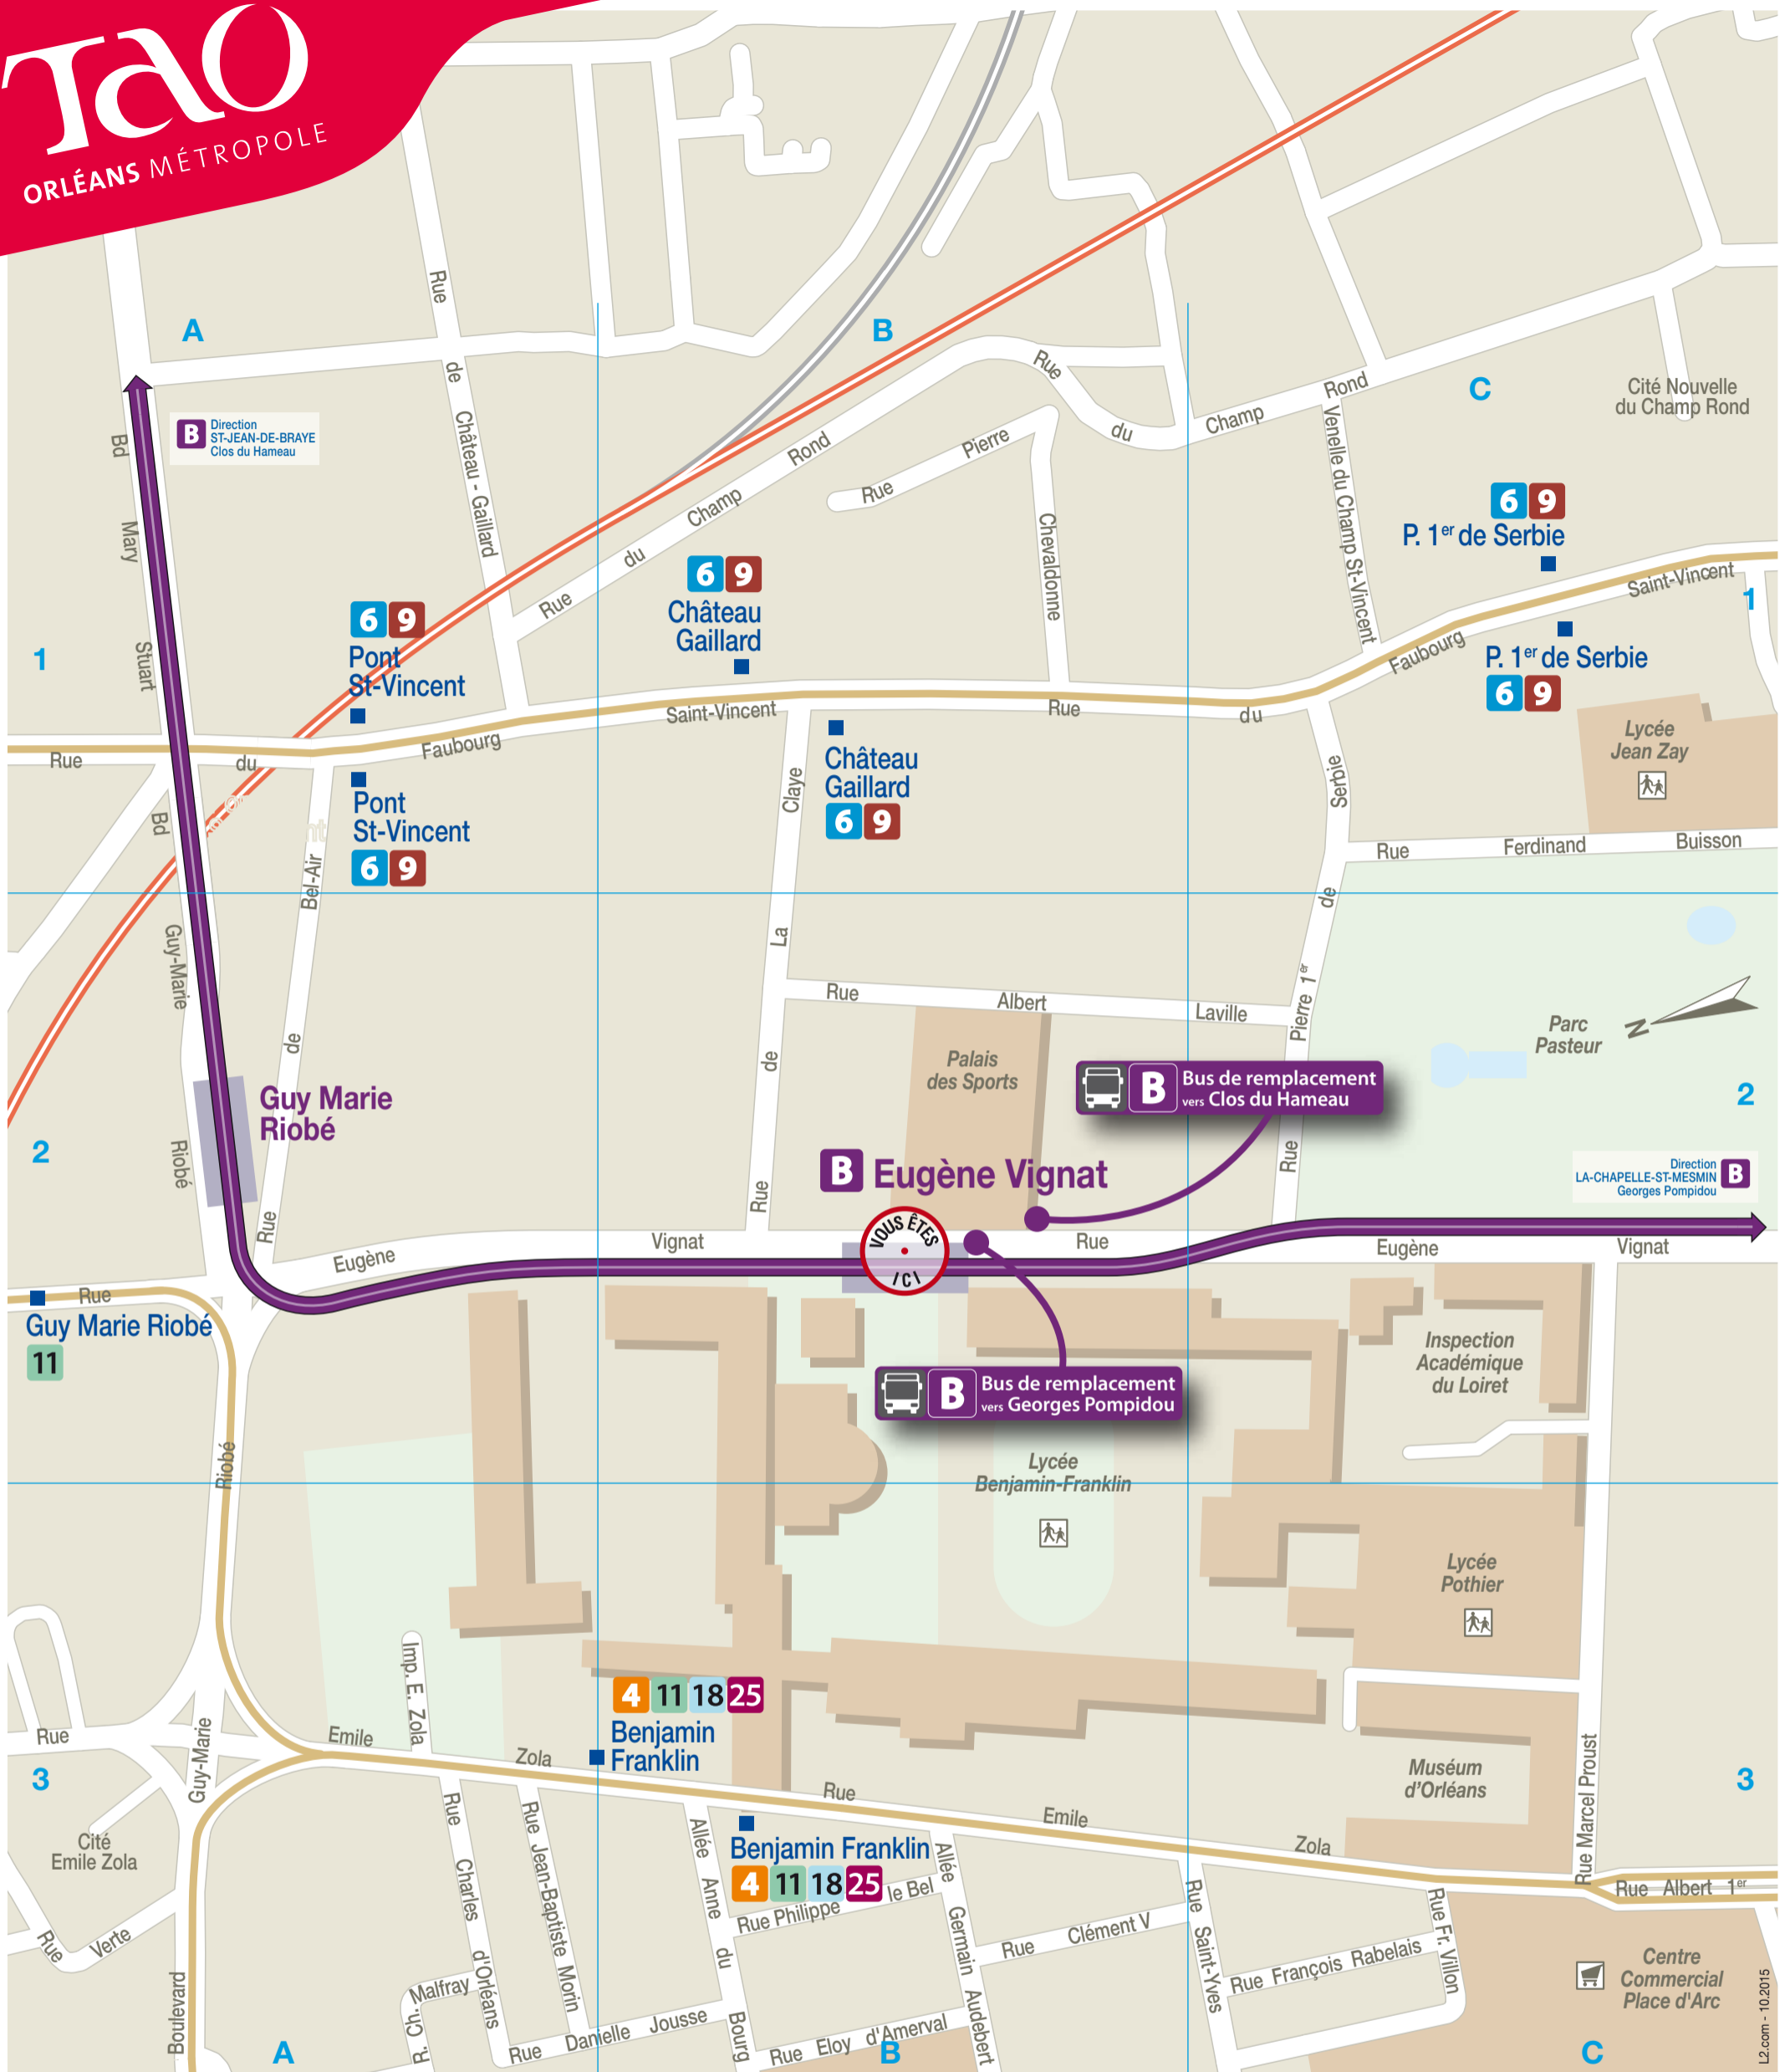 TAO
ORLÉANS MÉTROPOLE
A
B
C
Rue
de
Château - Gaillard
Rue
du
Champ
Rond
Cité Nouvelle
du Champ Rond
B
Direction
ST-JEAN-DE-BRAYE
Clos du Hameau
Bd
Mary
Stuart
Rue
du
Champ
Rond
Rue
Pierre
Chevaldonne
Venelle du Champ St-Vincent
6 9
P. 1er de Serbie
Saint-Vincent
1
6 9
Château
Gaillard
6 9
Pont
St-Vincent
1
Faubourg
P. 1er de Serbie
6 9
Rue
du
Faubourg
Saint-Vincent
Rue
du
Lycée
Jean Zay
Château
Gaillard
6 9
Pont
St-Vincent
6 9
Bd
Guy-Marie
Riobé
Rue
de
Bel-Air
Rue
de
La
Claye
Rue
Pierre 1er
de
Serbie
Rue
Ferdinand
Buisson
Rue
Albert
Laville
Parc
Pasteur
N
Palais
des Sports
B
Bus de remplacement
vers Clos du Hameau
Guy Marie
Riobé
2
2
B Eugène Vignat
Direction
LA-CHAPELLE-ST-MESMIN
Georges Pompidou
B
VOUS ÊTES
ICI
Eugène
Vignat
Rue
Eugène
Vignat
Rue
Guy Marie Riobé
11
Inspection
Académique
du Loiret
B
Bus de remplacement
vers Georges Pompidou
Riobé
Lycée
Benjamin-Franklin
Lycée
Pothier
Imp. E. Zola
4 11 18 25
Benjamin
Franklin
Rue
Guy-Marie
Emile
Zola
Rue
Emile
Zola
3
3
Muséum
d'Orléans
Rue Marcel Proust
Cité
Emile Zola
Benjamin Franklin
4 11 18 25
Rue
Charles
d'Orléans
Rue Jean-Baptiste Morin
Allée
Anne
du
Bourg
Allée
Germain
Audebert
Rue Philippe
le Bel
Rue
Clément V
Rue
Saint-Yves
Rue François Rabelais
Rue Fr. Villon
Rue Albert 1er
Rue
Verte
Boulevard
Malfray
R. Ch.
Rue
Danielle
Jousse
Rue Eloy d'Amerval
Centre
Commercial
Place d'Arc
L2.com - 10.2015
A
B
C